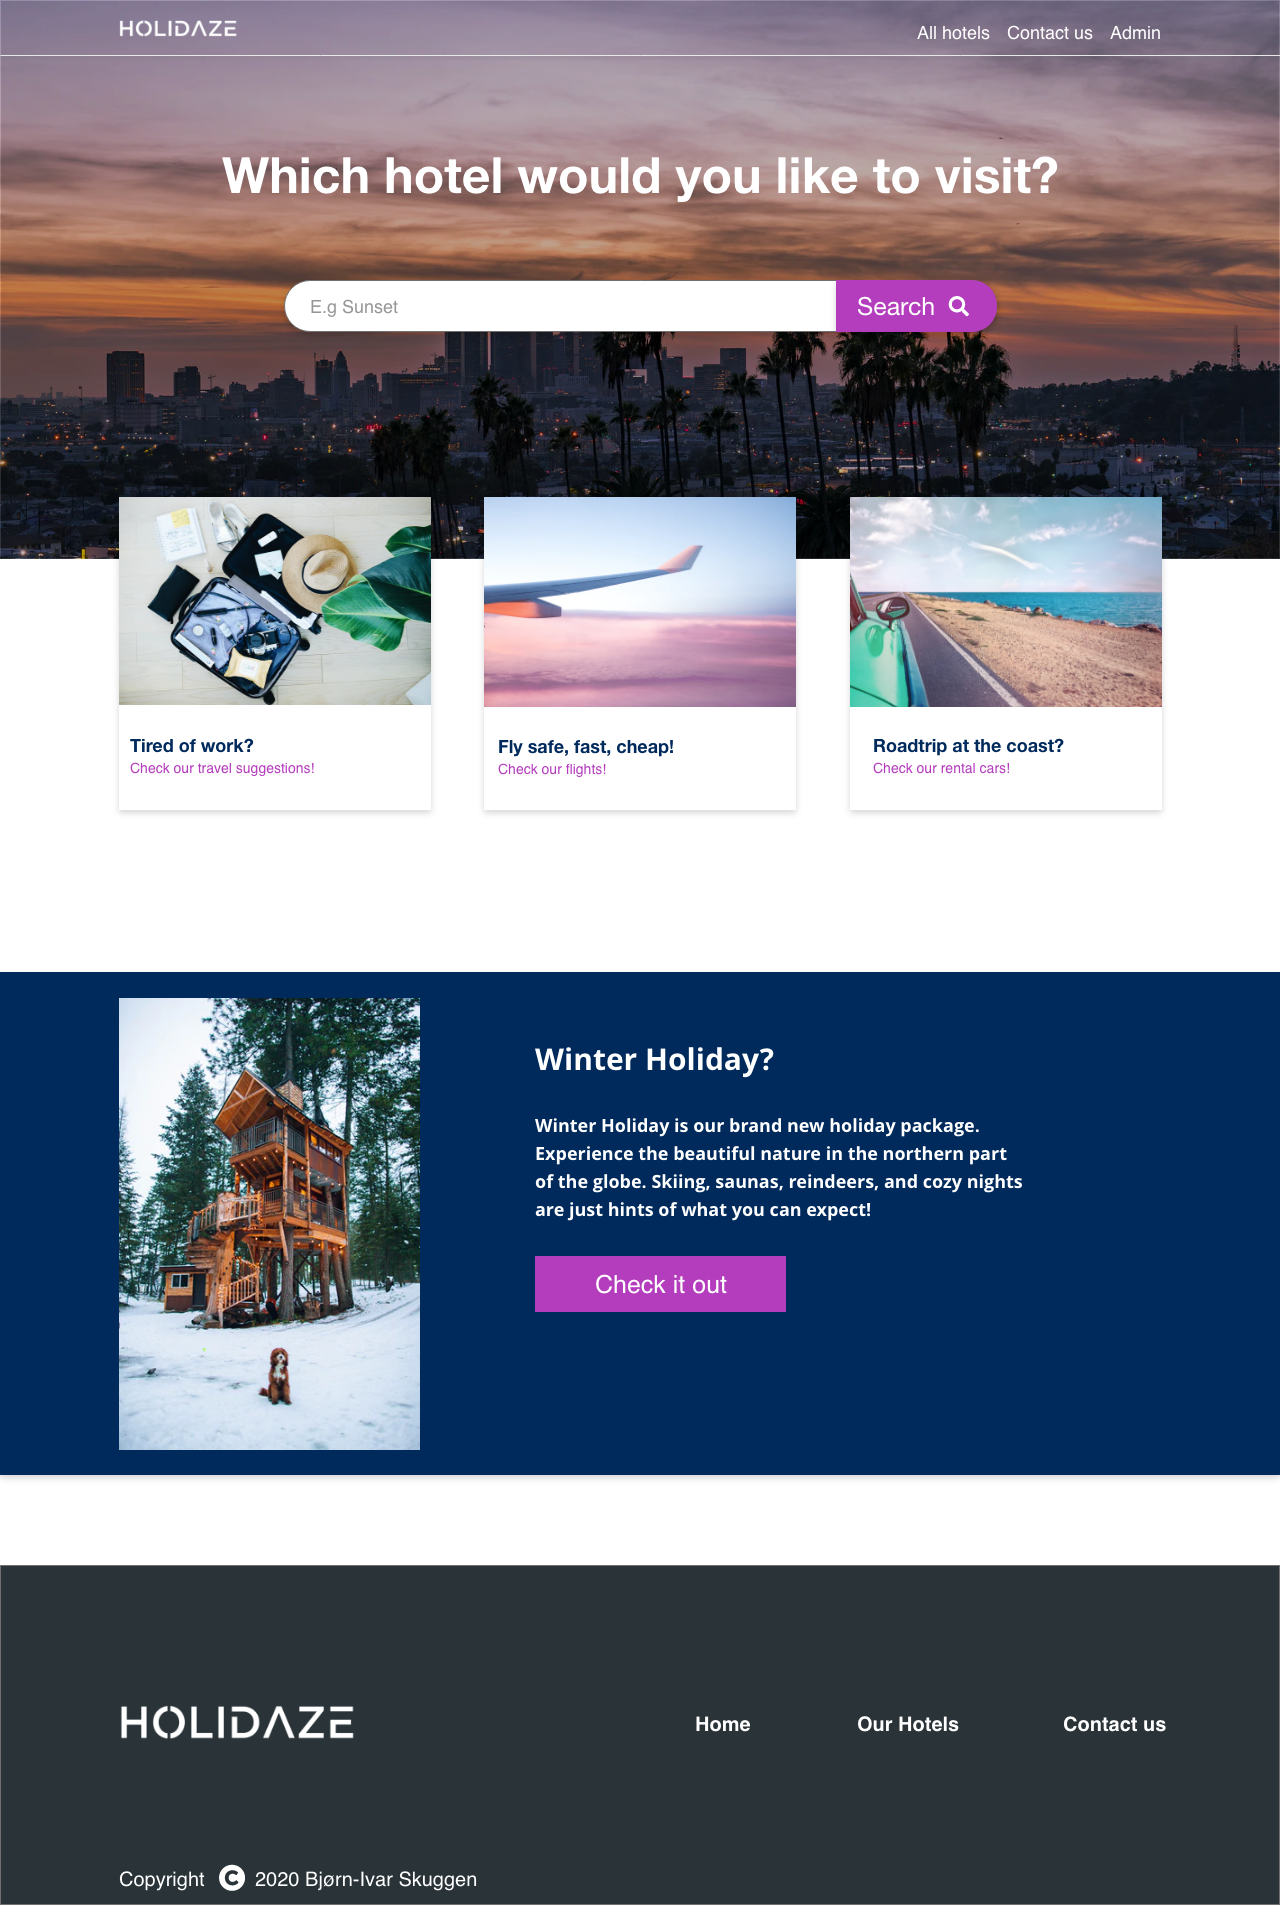 HOLIDAZE
All hotels Contact us Admin
Which hotel would you like to visit?
E.g Sunset
Search
Tired of work?
Check our travel suggestions!
Fly safe, fast, cheap!
Check our flights!
Roadtrip at the coast?
Check our rental cars!
Winter Holiday?
Winter Holiday is our brand new holiday package.
Experience the beautiful nature in the northern part
of the globe. Skiing, saunas, reindeers, and cozy nights
are just hints of what you can expect!
Check it out
HOLIDAZE
Home Our Hotels Contact us
Copyright © 2020 Bjørn-Ivar Skuggen